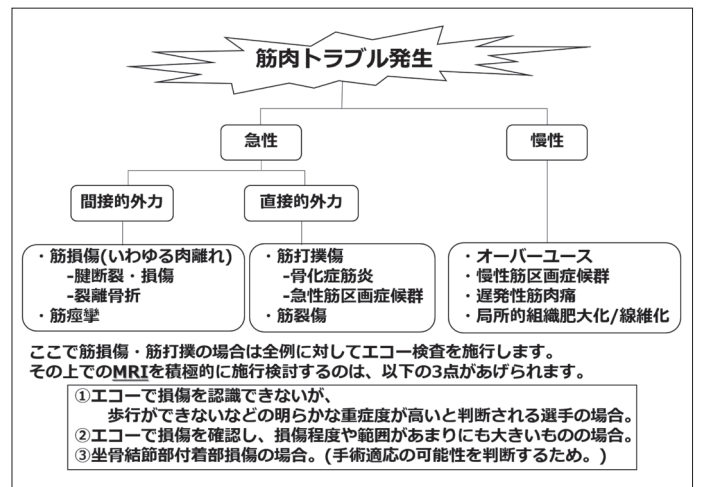 筋肉トラブル発生
急性
慢性
間接的外力
直接的外力
・筋損傷(いわゆる肉離れ)
-腱断裂・損傷
-裂離骨折
・筋痙攣
・筋打撲傷
-骨化症筋炎
-急性筋区画症候群
・筋裂傷
・オーバーユース
・慢性筋区画症候群
・遅発性筋肉痛
・局所的組織肥大化/線維化
ここで筋損傷・筋打撲の場合は全例に対してエコー検査を施行します。
その上でのMRIを積極的に施行検討するのは、以下の3点があげられます。
①エコーで損傷を認識できないが、
歩行ができないなどの明らかな重症度が高いと判断される選手の場合。
②エコーで損傷を確認し、損傷程度や範囲があまりにも大きいものの場合。
③坐骨結節部付着部損傷の場合。(手術適応の可能性を判断するため。)